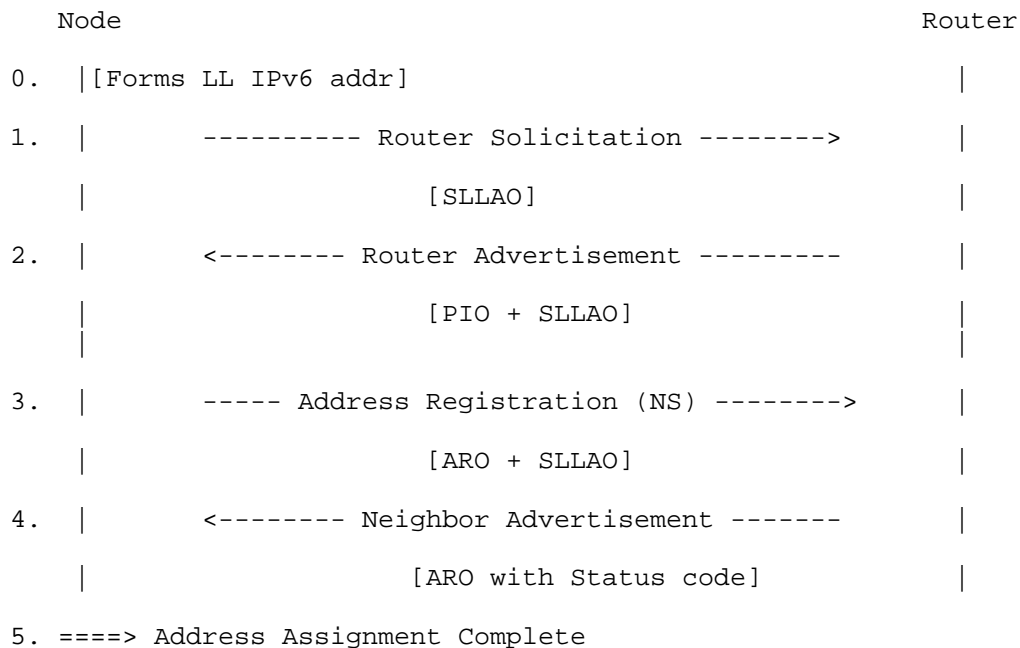 Node Router
0. |[Forms LL IPv6 addr] |
1. | ---------- Router Solicitation --------> |
| [SLLAO] |
2. | <-------- Router Advertisement --------- |
| [PIO + SLLAO] |
| |
3. | ----- Address Registration (NS) --------> |
| [ARO + SLLAO] |
4. | <-------- Neighbor Advertisement ------- |
| [ARO with Status code] |
5. ====> Address Assignment Complete